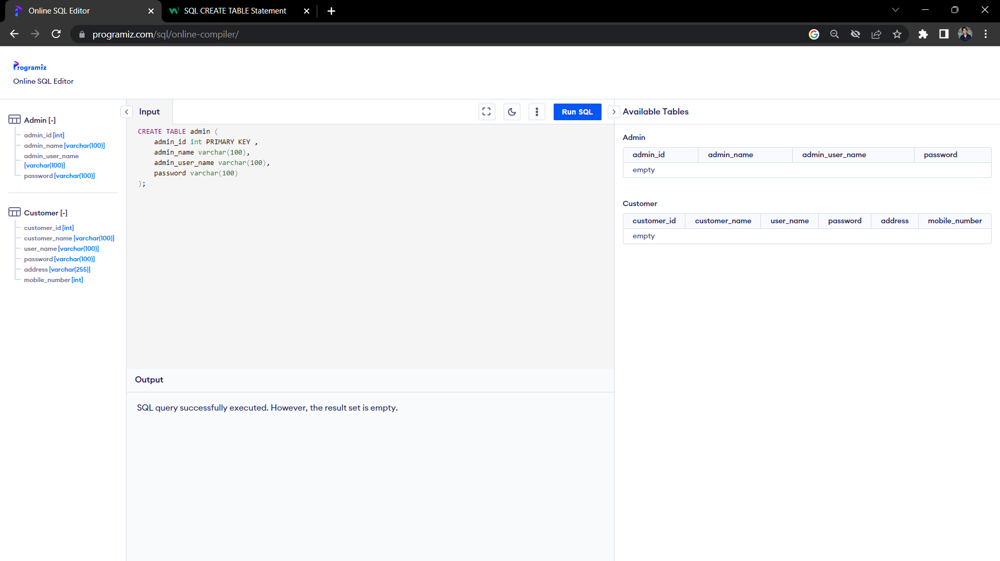 Online SQL Editor
SQL CREATE TABLE Statement
programiz.com/sql/online-compiler/
Programiz
Online SQL Editor
Admin [-]
admin_id [int]
admin_name [varchar(100)]
admin_user_name
[varchar(100)]
password [varchar(100)]
Customer [-]
customer_id [int]
customer_name [varchar(100)]
user_name [varchar(100)]
password [varchar(100)]
address [varchar(255)]
mobile_number [int]
Input
Run SQL
CREATE TABLE admin (
    admin_id int PRIMARY KEY ,
    admin_name varchar(100),
    admin_user_name varchar(100),
    password varchar(100)
);
Output
SQL query successfully executed. However, the result set is empty.
Available Tables
Admin
admin_id admin_name admin_user_name password
empty
Customer
customer_id customer_name user_name password address mobile_number
empty